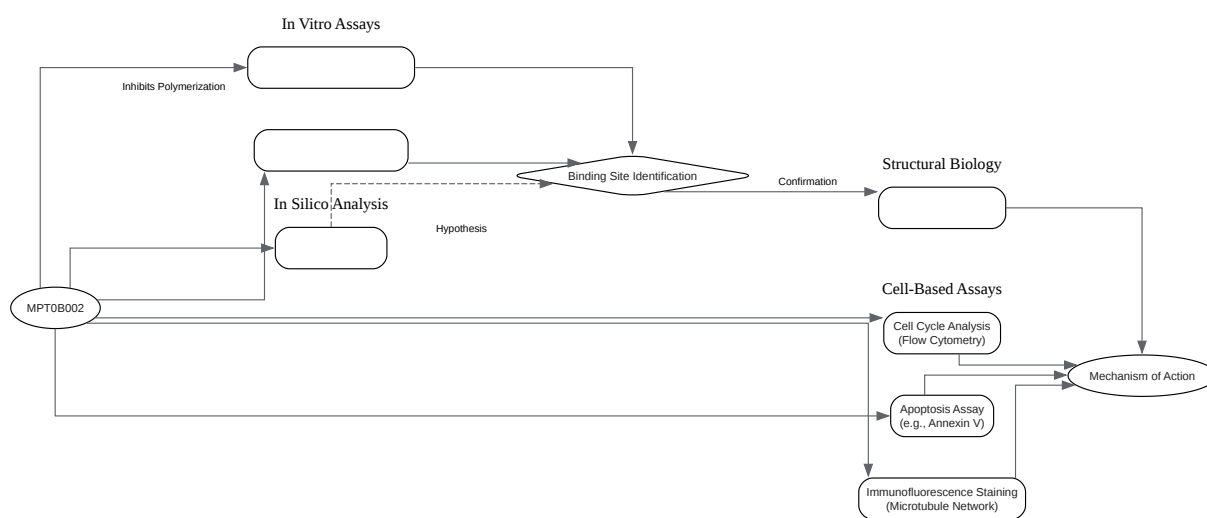 In Vitro Assays
Inhibits Polymerization
Binding Site Identification
Confirmation
Structural Biology
In Silico Analysis
Hypothesis
MPT0B002
Cell-Based Assays
Cell Cycle Analysis
(Flow Cytometry)
Mechanism of Action
Apoptosis Assay
(e.g., Annexin V)
Immunofluorescence Staining
(Microtubule Network)